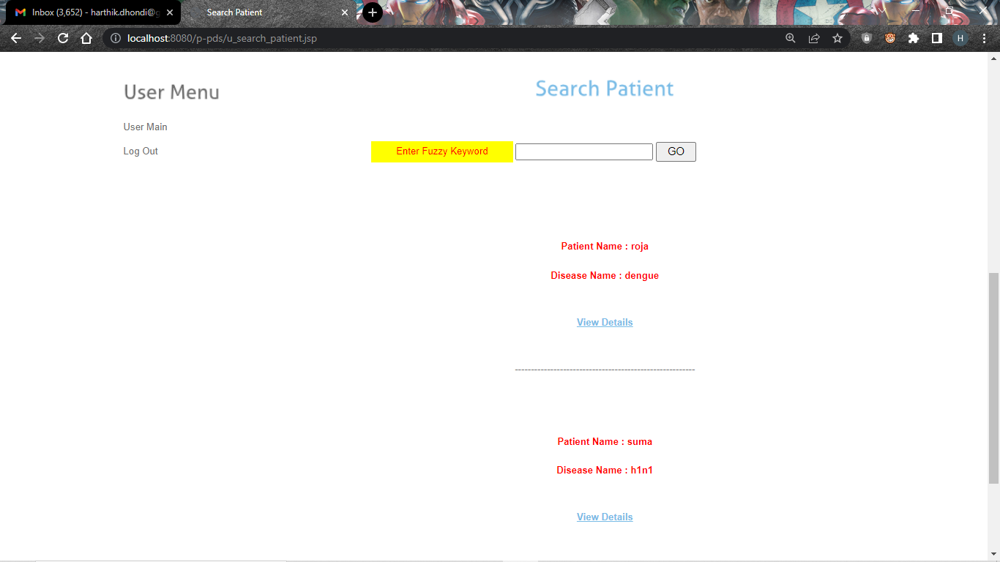 Inbox (3,652) - harthik.dhondi@g
Search Patient
localhost:8080/p-pds/u_search_patient.jsp
H
User Menu
Search Patient
User Main
Log Out
Enter Fuzzy Keyword
GO
Patient Name : roja
Disease Name : dengue
View Details
--------------------------------------------------------
Patient Name : suma
Disease Name : h1n1
View Details